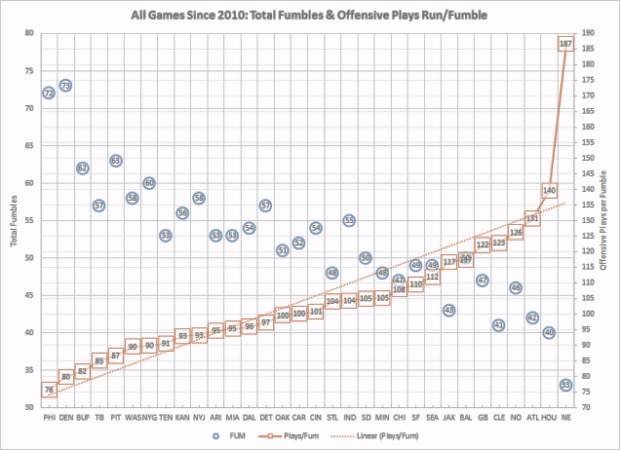 All Games Since 2010: Total Fumbles & Offensive Plays Run/Fumble
80 75 70 65 60 55 50 45 40 35 30
Total Fumbles
190 185 180 175 170 165 160 155 150 145 140 135 130 125 120 115 110 105 100 95 90 85 80 75 70
Offensive Plays per Fumble
72 73 62 57 63 58 60 53 56 58 53 53 54 57 51 52 54 48 55 50 48 47 49 49 43 50 47 41 46 42 40 33
76 80 82 85 87 90 90 91 93 93 95 95 96 97 100 100 101 104 104 105 105 108 110 112 117 122 123 126 131 140 187
PHI DEN BUF TB PIT WAS NYG TEN KAN NYJ ARI MIA DAL DET OAK CAR CIN STL IND SD MIN CHI SF SEA JAX BAL GB CLE NO ATL HOU NE
FUM Plays/Fum Linear (Plays/Fum)